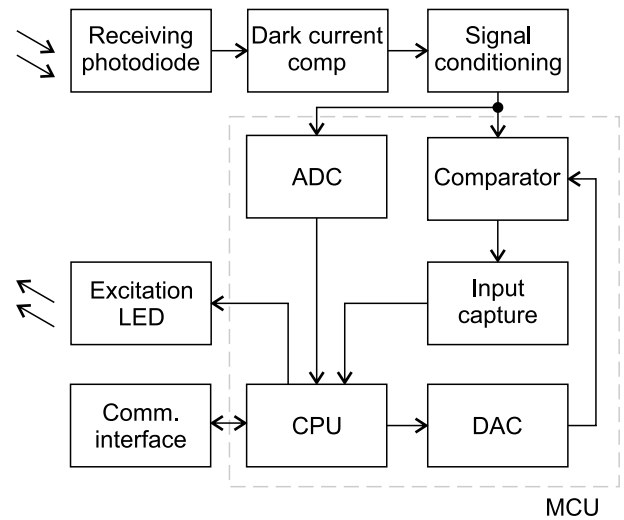 Receiving
photodiode
Dark current
comp
Signal
conditioning
ADC
Comparator
Excitation
LED
Input
capture
Comm.
interface
CPU
DAC
MCU